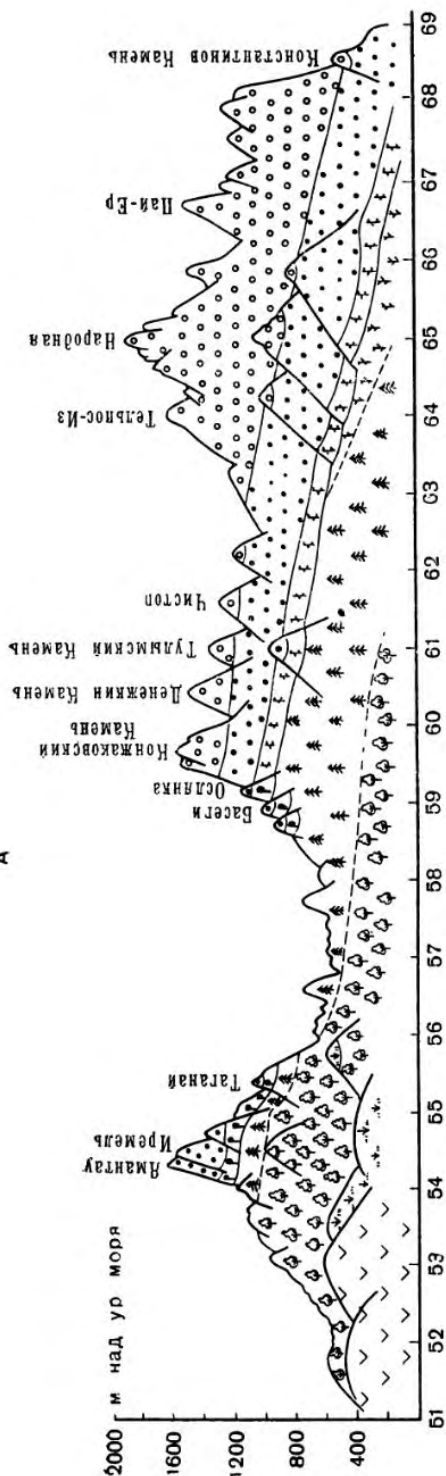 А
м над ур моря
2000
1600
1200
800
400
Ямантау
Иремель
Таганай
Басеги
Ослянка
Конжаковский
Камень
Денежкин Камень
Тулымский Камень
Чистоп
Тельпос-Из
Народная
Пай-Ер
Константинов Камень
51 52 53 54 55 56 57 58 59 60 61 62 63 64 65 66 67 68 69